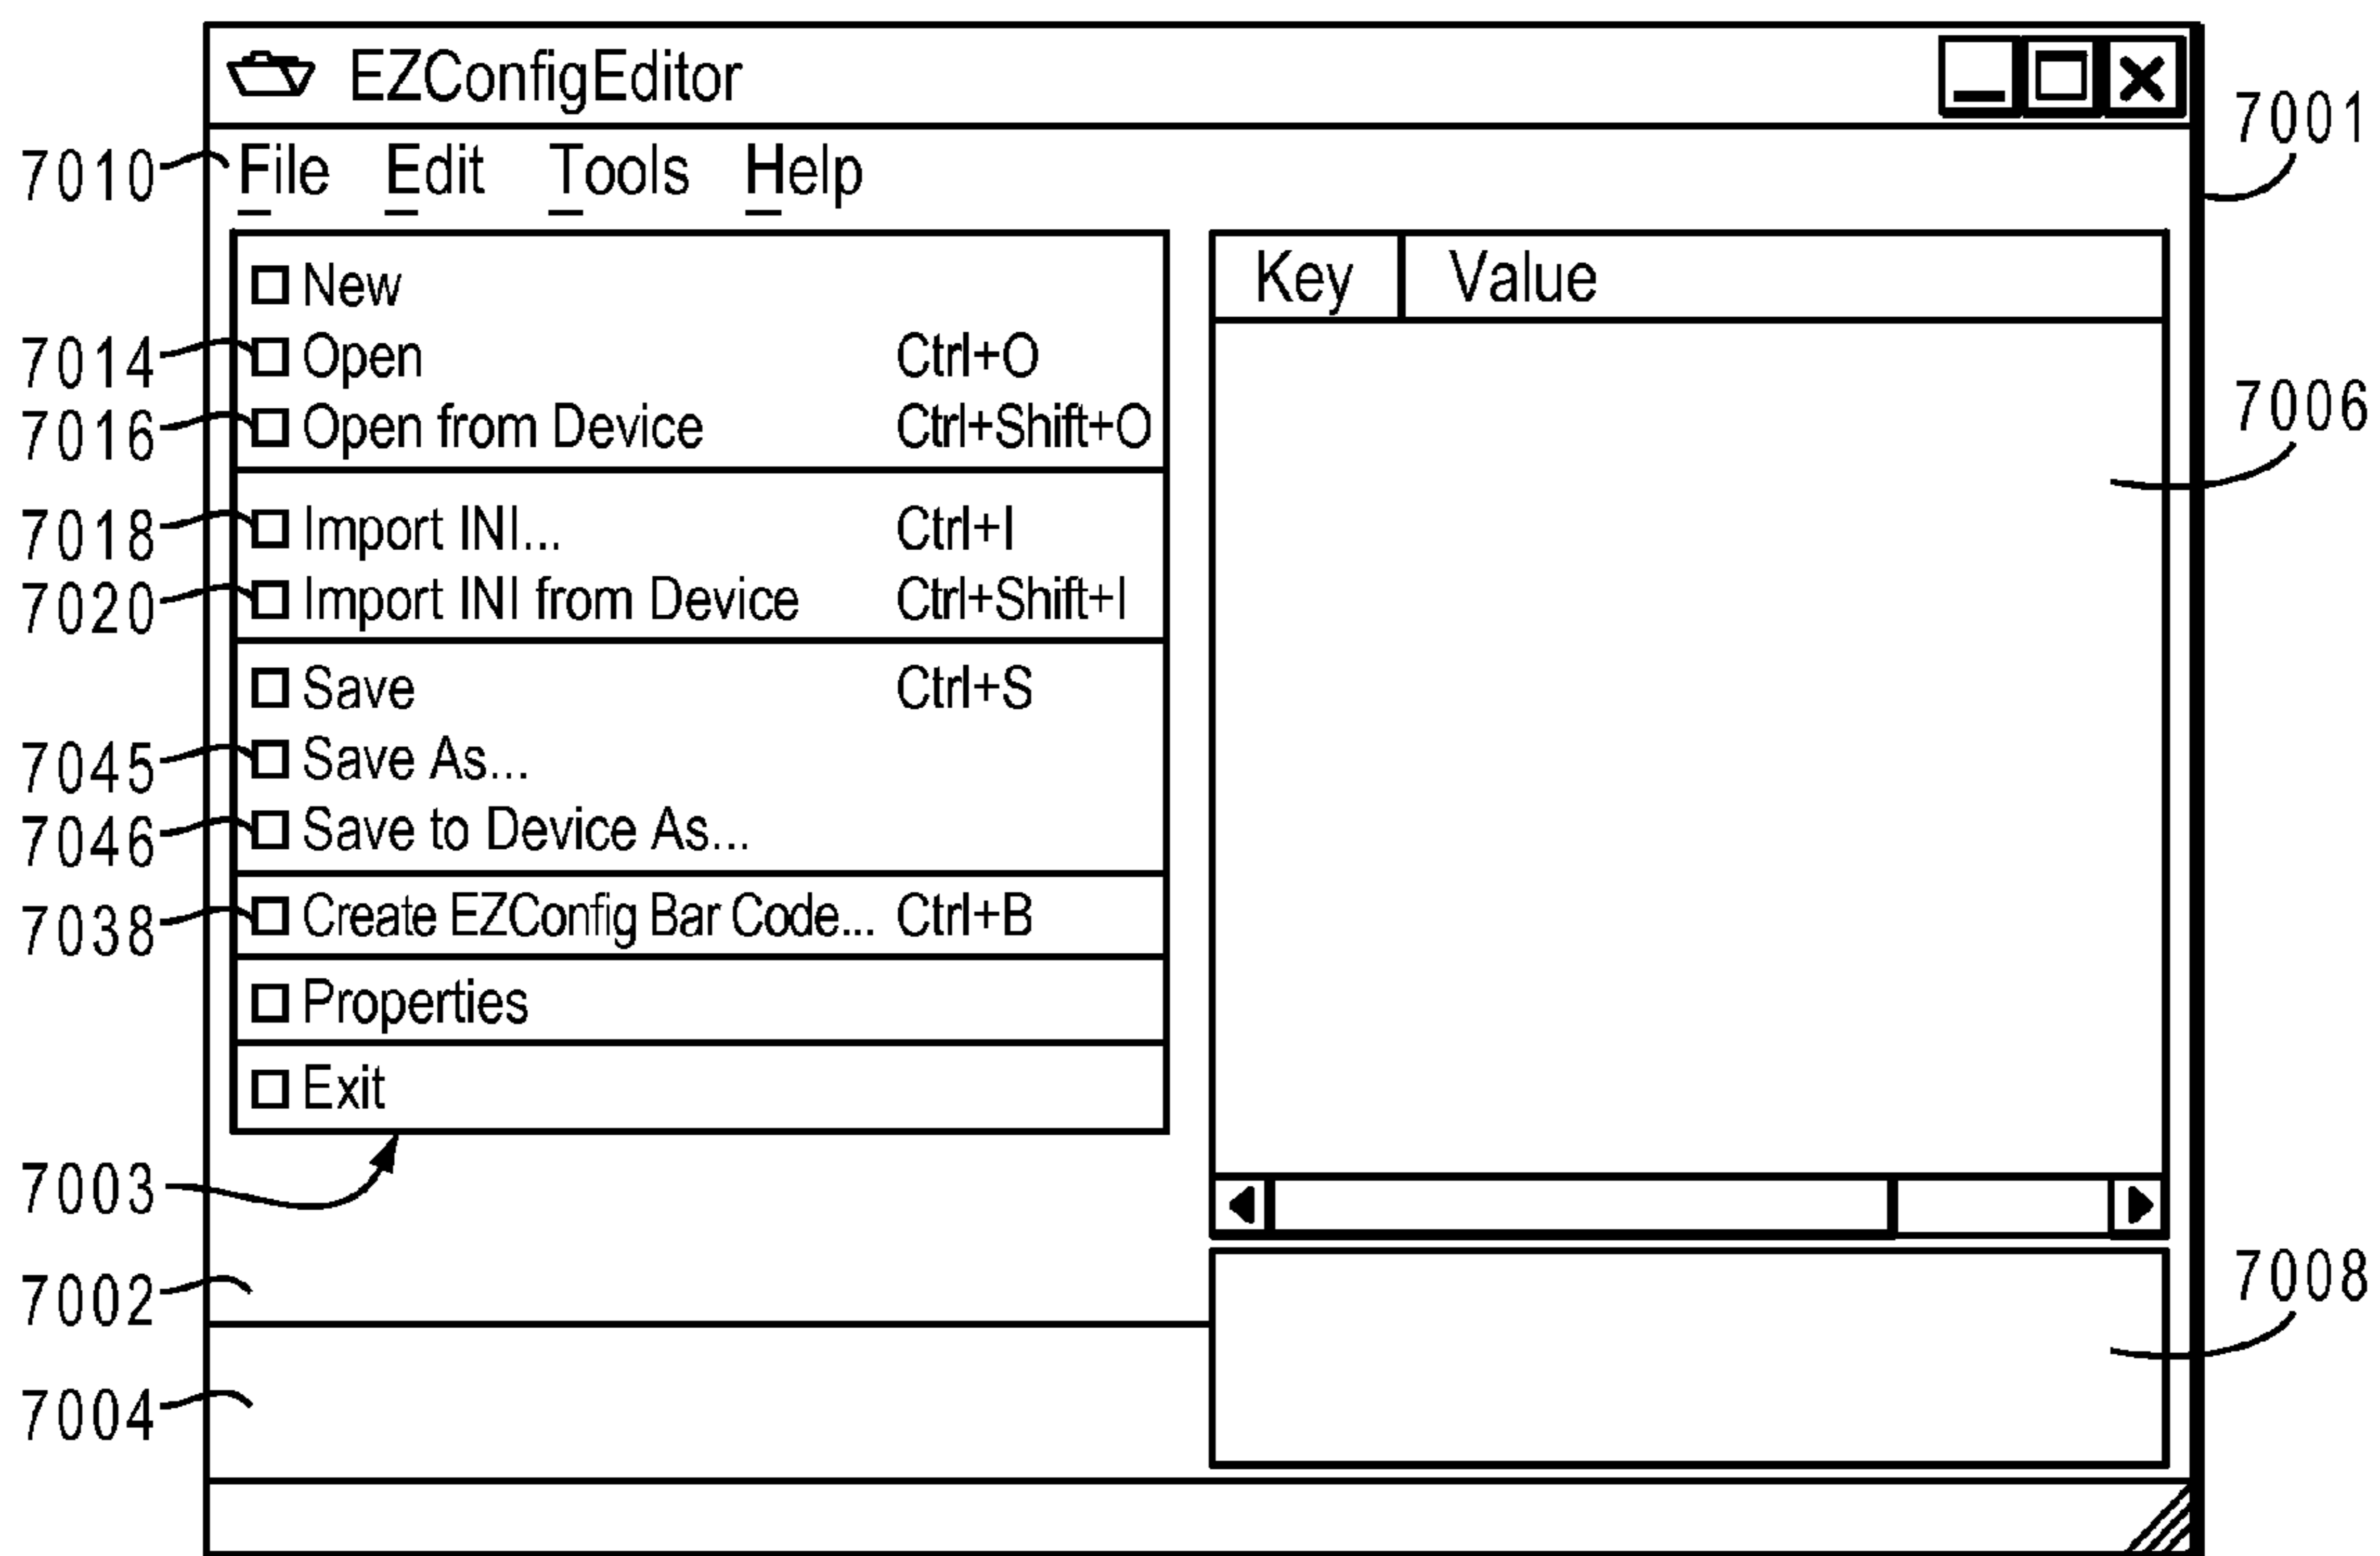 EZConfigEditor
7001
7010 File Edit Tools Help
Key Value
New
7014 Open Ctrl+O
7016 Open from Device Ctrl+Shift+O
7006
7018 Import INI... Ctrl+I
7020 Import INI from Device Ctrl+Shift+I
Save Ctrl+S
7045 Save As...
7046 Save to Device As...
7038 Create EZConfig Bar Code... Ctrl+B
Properties
Exit
7003
7002
7008
7004